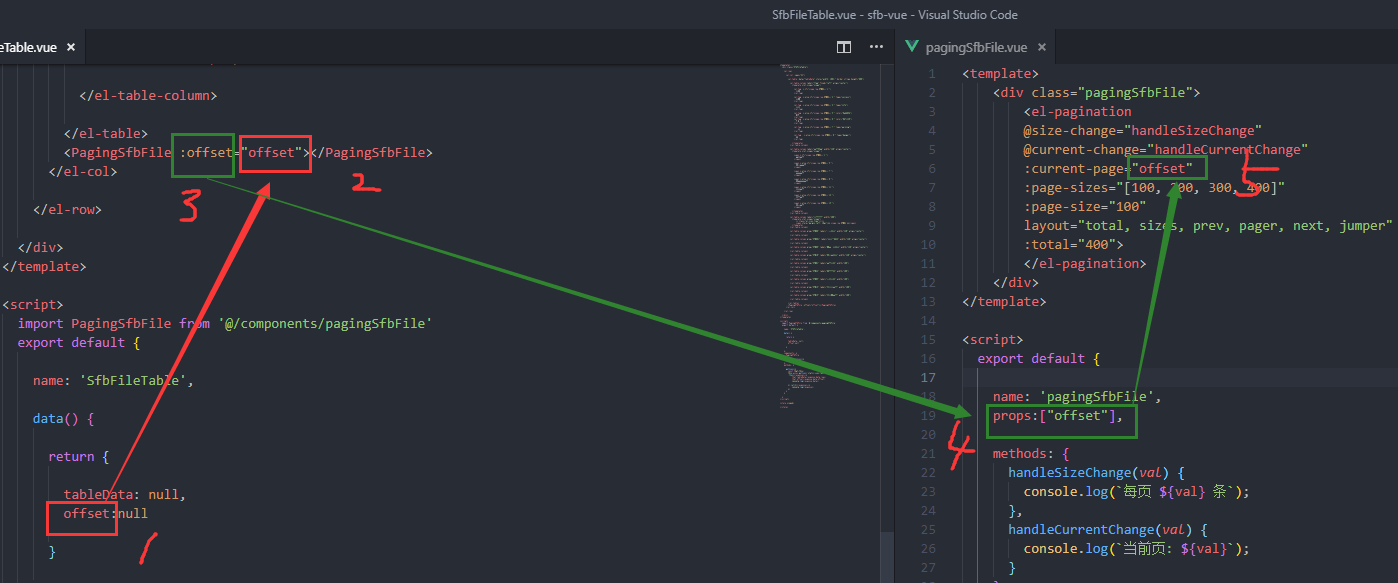 SfbFileTable.vue - sfb-vue - Visual Studio Code
eTable.vue ×
pagingSfbFile.vue ×
</el-table-column>
</el-table>
<PagingSfbFile :offset="offset"></PagingSfbFile>
</el-col>
3
2
</el-row>
</div>
</template>
<script>
import PagingSfbFile from '@/components/pagingSfbFile'
export default {
name: 'SfbFileTable',
data() {
return {
tableData: null,
offset:null
1
}
1 <template>
2 <div class="pagingSfbFile">
3 <el-pagination
4 @size-change="handleSizeChange"
5 @current-change="handleCurrentChange"
6 :current-page="offset"
5
7 :page-sizes="[100, 200, 300, 400]"
8 :page-size="100"
9 layout="total, sizes, prev, pager, next, jumper"
10 :total="400">
11 </el-pagination>
12 </div>
13 </template>
14
15 <script>
16 export default {
17
18 name: 'pagingSfbFile',
19 props:["offset"],
4
20
21 methods: {
22 handleSizeChange(val) {
23 console.log(`每页 ${val} 条`);
24 },
25 handleCurrentChange(val) {
26 console.log(`当前页: ${val}`);
27 }